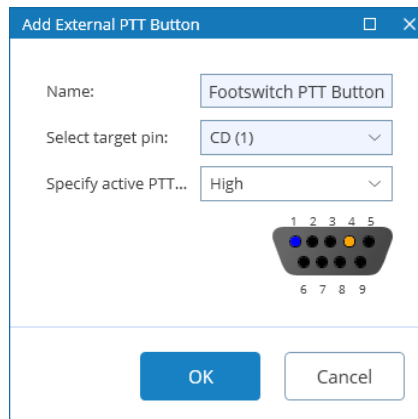 Add External PTT Button
Name: Footswitch PTT Button
Select target pin: CD (1)
Specify active PTT... High
1 2 3 4 5
6 7 8 9
OK Cancel